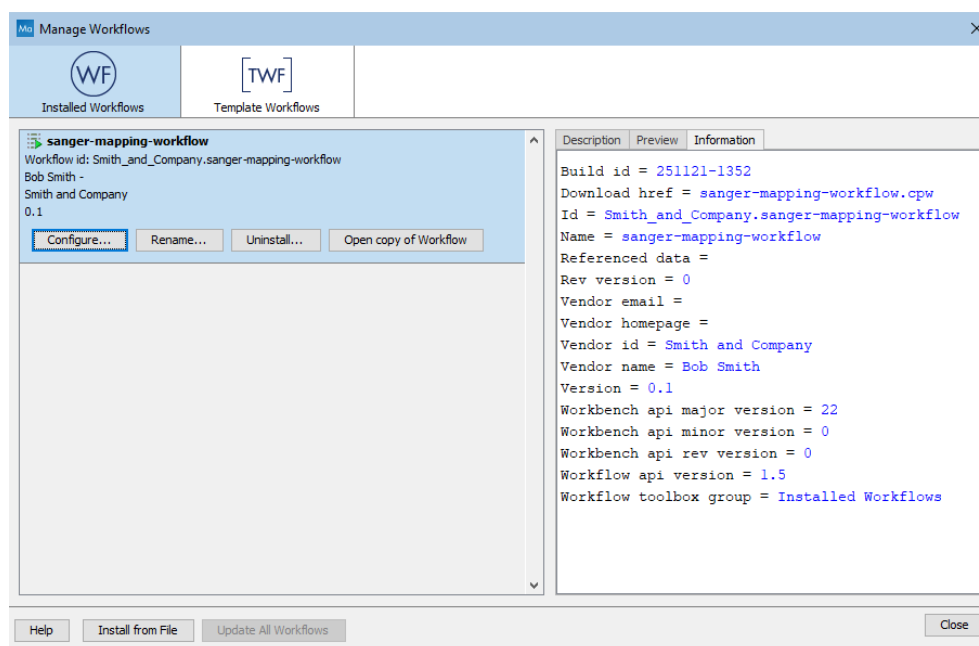 Ma Manage Workflows
WF
TWF
Installed Workflows
Template Workflows
sanger-mapping-workflow
Workflow id: Smith_and_Company.sanger-mapping-workflow
Bob Smith -
Smith and Company
0.1
Configure... Rename... Uninstall... Open copy of Workflow
Description Preview Information
Build id = 251121-1352
Download href = sanger-mapping-workflow.cpw
Id = Smith_and_Company.sanger-mapping-workflow
Name = sanger-mapping-workflow
Referenced data =
Rev version = 0
Vendor email =
Vendor homepage =
Vendor id = Smith and Company
Vendor name = Bob Smith
Version = 0.1
Workbench api major version = 22
Workbench api minor version = 0
Workbench api rev version = 0
Workflow api version = 1.5
Workflow toolbox group = Installed Workflows
Help Install from File Update All Workflows Close